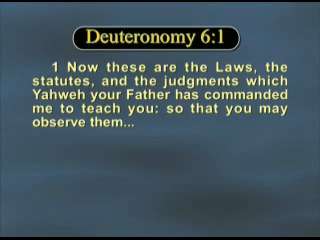 Deuteronomy 6:1
1 Now these are the Laws, the
statutes, and the judgments which
Yahweh your Father has commanded
me to teach you: so that you may
observe them...